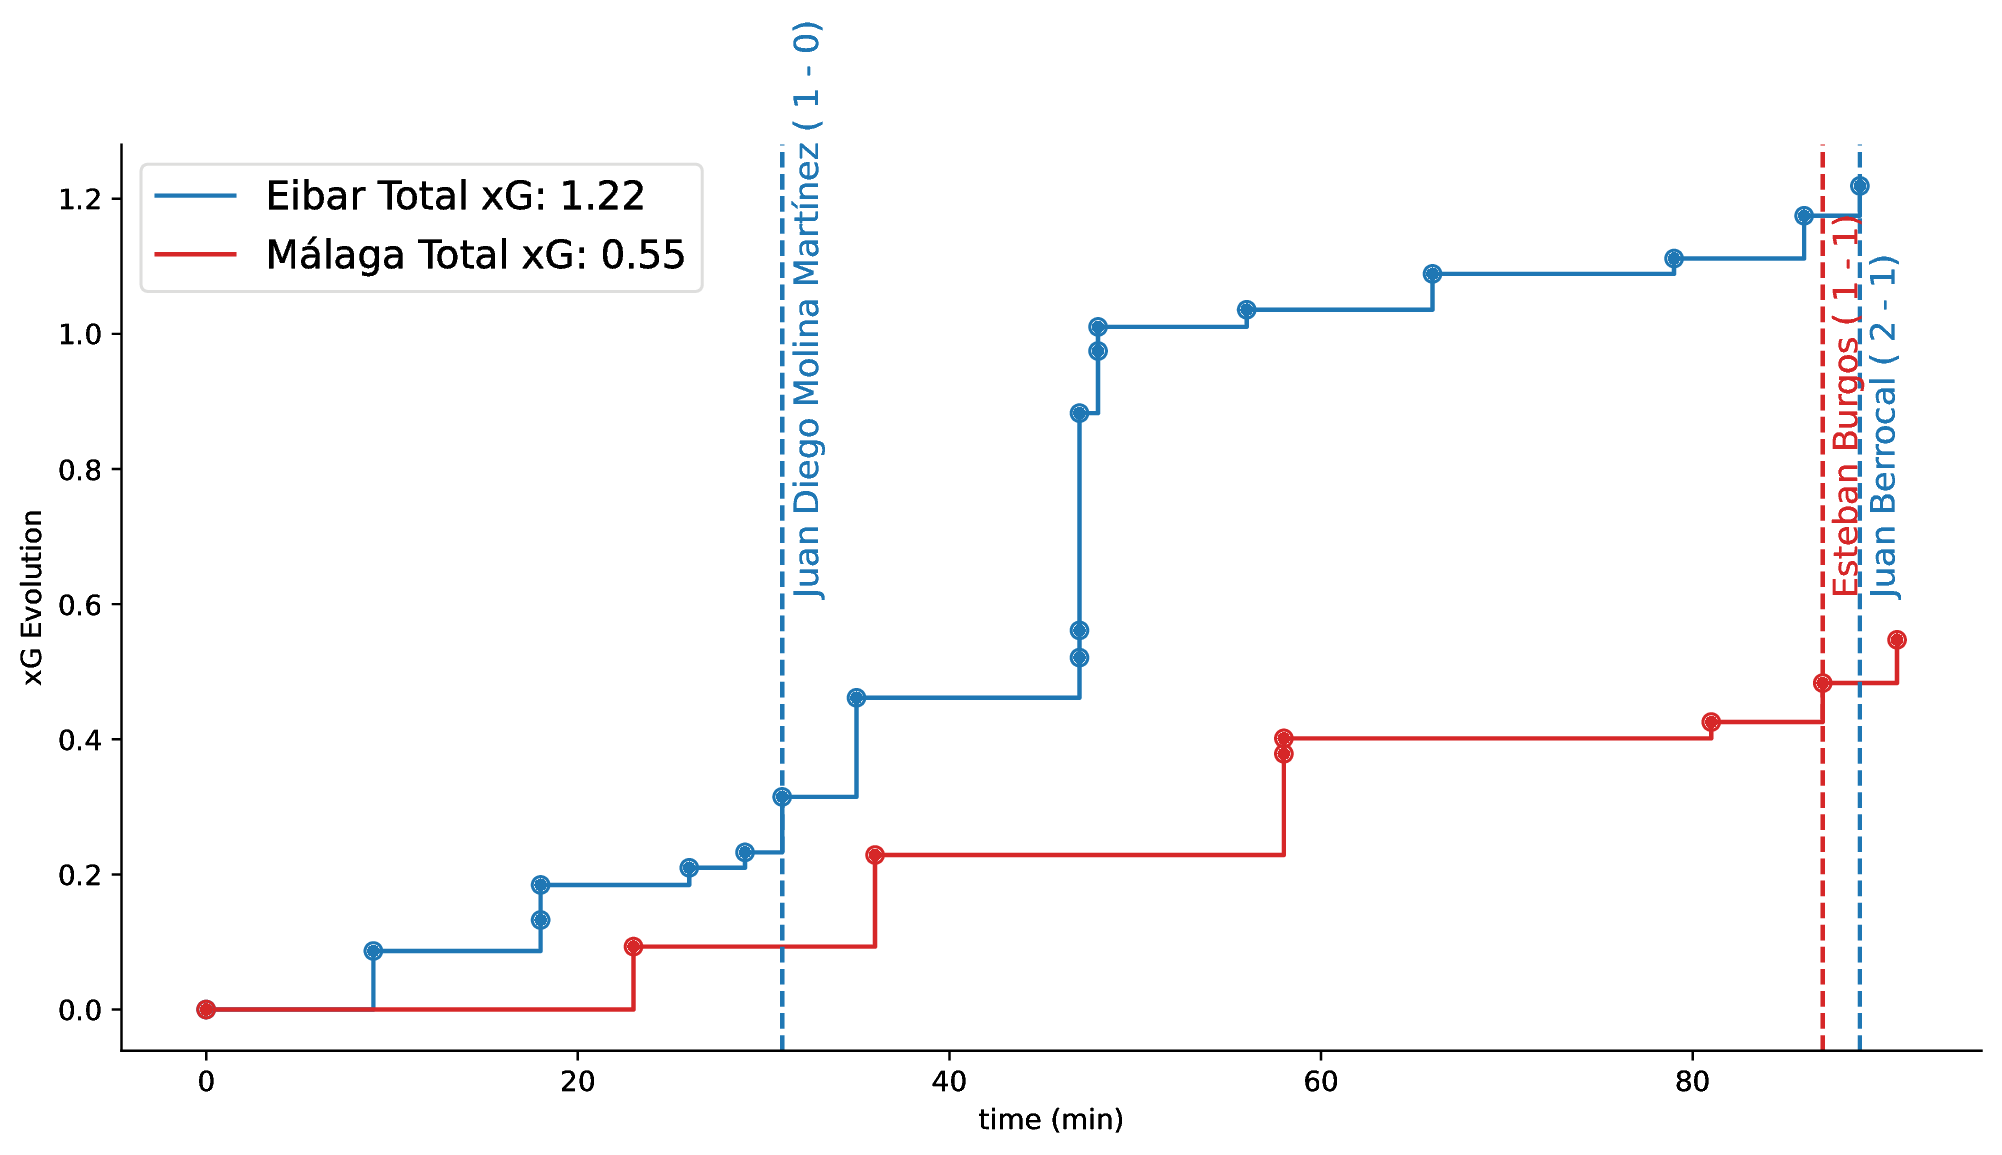 Eibar Total xG: 1.22
Málaga Total xG: 0.55
Juan Diego Molina Martínez ( 1 - 0)
Esteban Burgos ( 1 - 1)
Juan Berrocal ( 2 - 1)
xG Evolution
1.2
1.0
0.8
0.6
0.4
0.2
0.0
0 20 40 60 80
time (min)